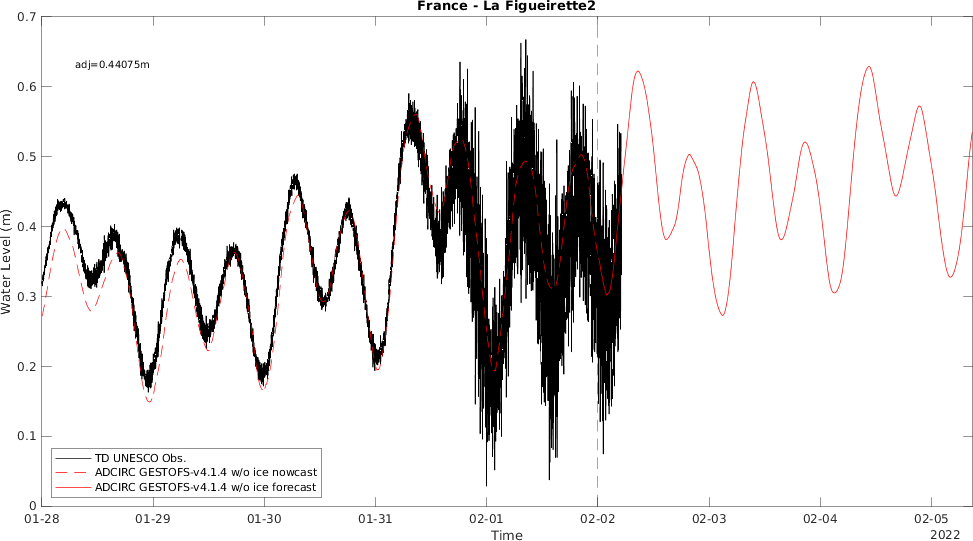 France - La Figueirette2
adj=0.44075m
0.7
0.6
0.5
0.4
0.3
0.2
0.1
0
Water Level (m)
TD UNESCO Obs.
ADCIRC GESTOFS-v4.1.4 w/o ice nowcast
ADCIRC GESTOFS-v4.1.4 w/o ice forecast
01-28 01-29 01-30 01-31 02-01 02-02 02-03 02-04 02-05
Time
2022